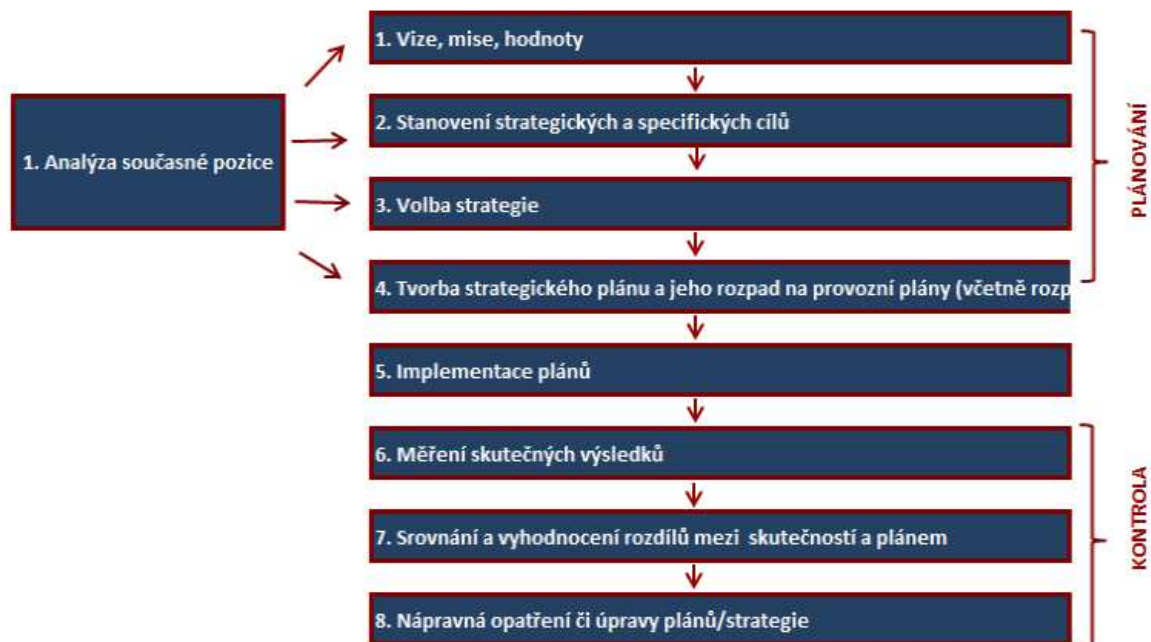 1. Vize, mise, hodnoty
2. Stanovení strategických a specifických cílů
1. Analýza současné pozice
3. Volba strategie
4. Tvorba strategického plánu a jeho rozpad na provozní plány (včetně rozp
PLÁNOVÁNÍ
5. Implementace plánů
6. Měření skutečných výsledků
7. Srovnání a vyhodnocení rozdílů mezi skutečností a plánem
8. Nápravná opatření či úpravy plánů/strategie
KONTROLA